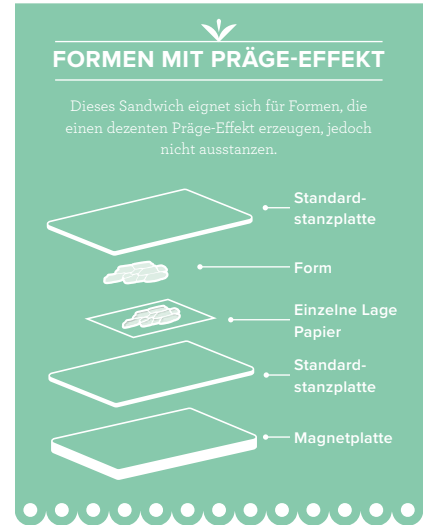 FORMEN MIT PRÄGE-EFFEKT
Dieses Sandwich eignet sich für Formen, die
einen dezenten Präge-Effekt erzeugen, jedoch
nicht ausstanzen.
Standard-
stanzplatte
Form
Einzelne Lage
Papier
Standard-
stanzplatte
Magnetplatte